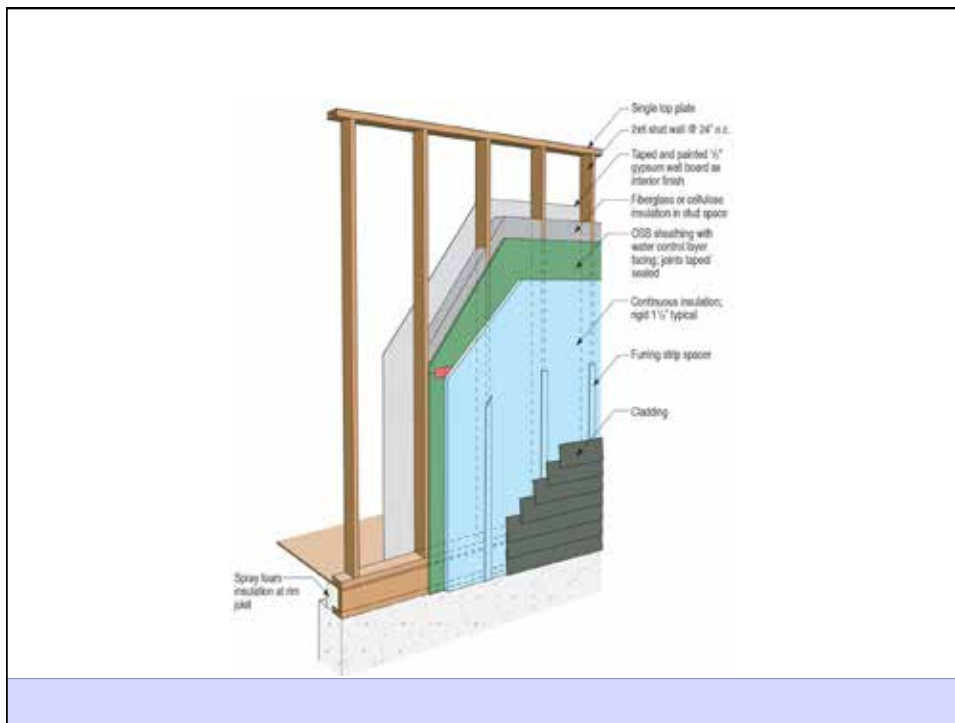 Single top plate
2x6 stud wall @ 24" o.c.
Taped and painted ½"
gypsum wall board as
interior finish
Fiberglass or cellulose
insulation in stud space
OSB sheathing with
water control layer
facing; joints taped
sealed
Continuous insulation;
rigid 1½" typical
Furring strip spacer
Cladding
Spray foam
insulation at rim
joist